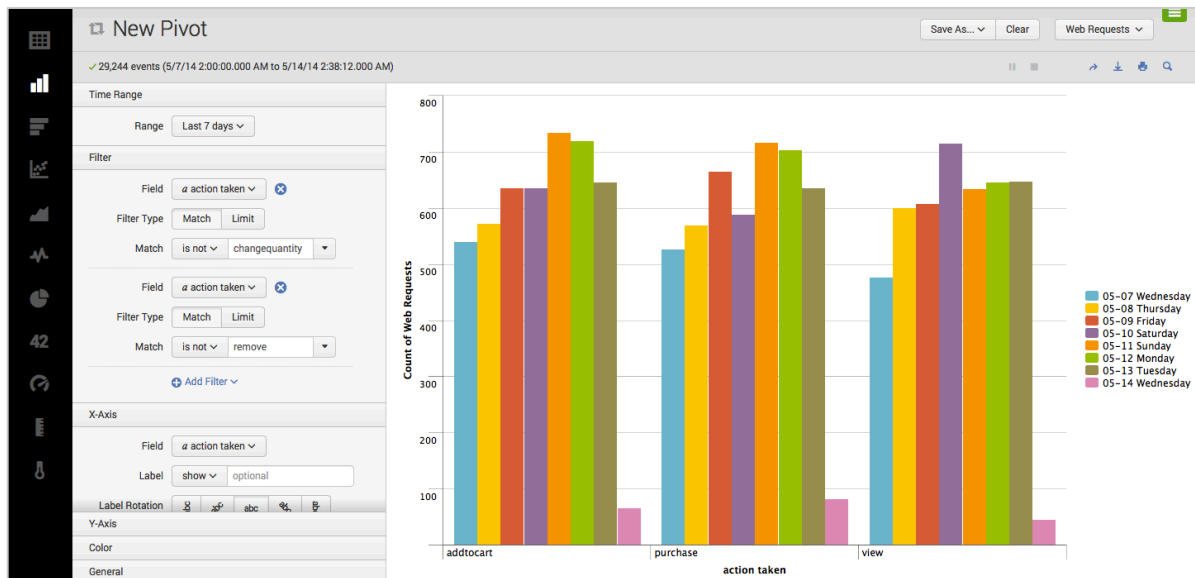 New Pivot
Save As... Clear Web Requests
29,244 events (5/7/14 2:00:00.000 AM to 5/14/14 2:38:12.000 AM)
Time Range
Range Last 7 days
Filter
Field a action taken
Filter Type Match Limit
Match is not changequantity
Field a action taken
Filter Type Match Limit
Match is not remove
Add Filter
X-Axis
Field a action taken
Label show optional
Label Rotation abc abc abc abc abc
Y-Axis
Color
General
42
Count of Web Requests
800
700
600
500
400
300
200
100
addtocart purchase view
action taken
05-07 Wednesday
05-08 Thursday
05-09 Friday
05-10 Saturday
05-11 Sunday
05-12 Monday
05-13 Tuesday
05-14 Wednesday